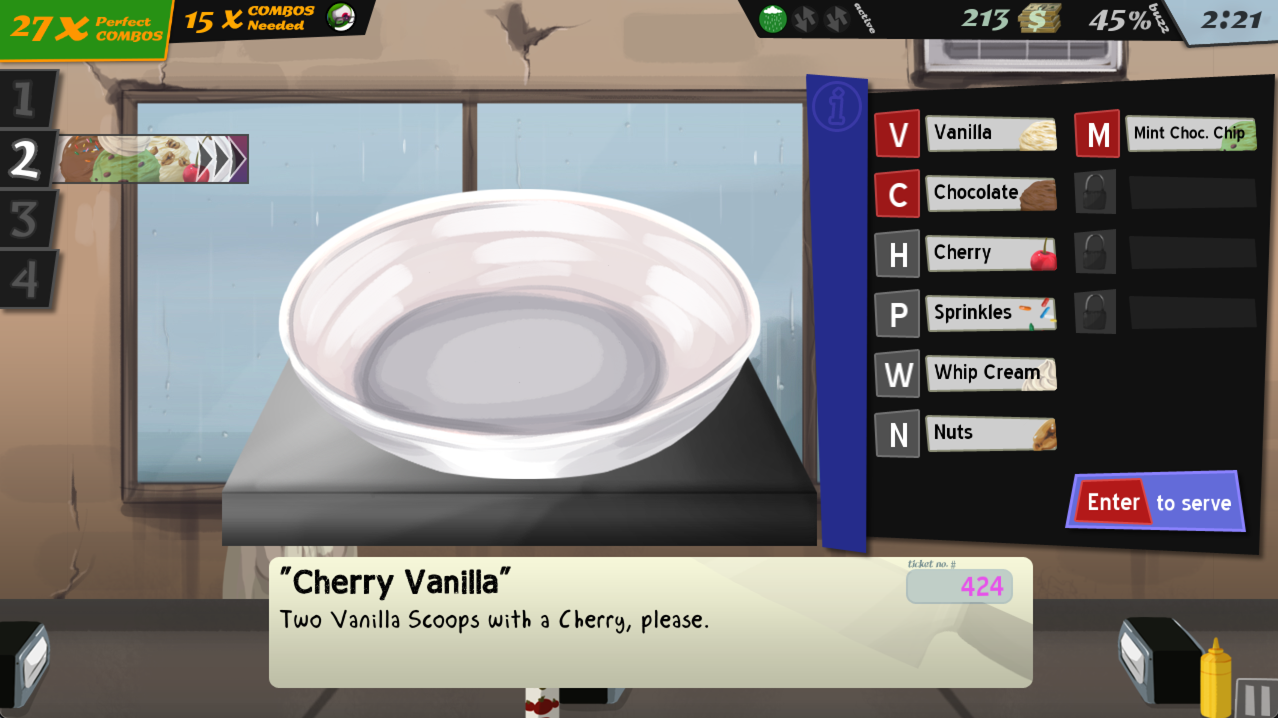 27x Perfect
COMBOS
15 x COMBOS
Needed
active
213 $
45% buzz
2:21
1
2
3
4
i
V Vanilla
M Mint Choc. Chip
C Chocolate
H Cherry
P Sprinkles
W Whip Cream
N Nuts
Enter to serve
"Cherry Vanilla"
ticket no. #
424
Two Vanilla Scoops with a Cherry, please.